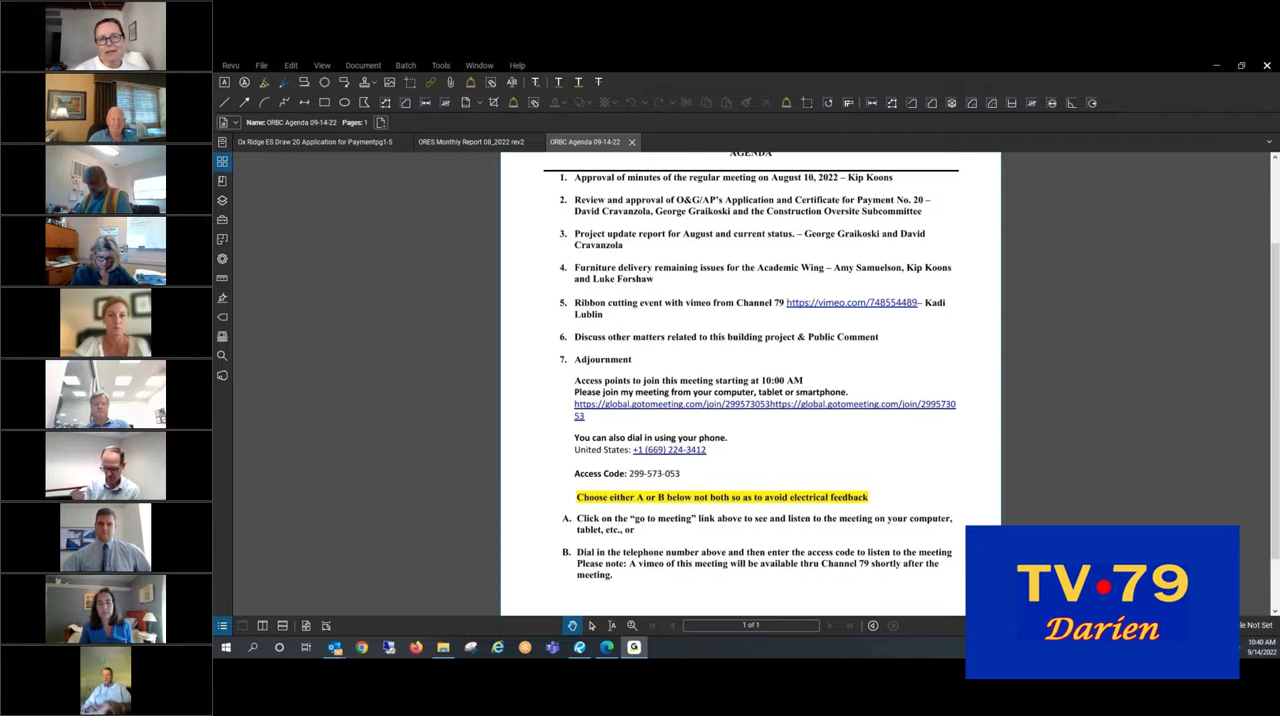 Revu File Edit View Document Batch Tools Window Help
Name: ORBC Agenda 09-14-22 Pages: 1
Ox Ridge ES Draw 20 Application for Paymentpg1-5
ORES Monthly Report 08_2022 rev2
ORBC Agenda 09-14-22
AGENDA
1. Approval of minutes of the regular meeting on August 10, 2022 – Kip Koons
2. Review and approval of O&G/AP's Application and Certificate for Payment No. 20 –
David Cravanzola, George Graikoski and the Construction Oversite Subcommittee
3. Project update report for August and current status. – George Graikoski and David
Cravanzola
4. Furniture delivery remaining issues for the Academic Wing – Amy Samuelson, Kip Koons
and Luke Forshaw
5. Ribbon cutting event with vimeo from Channel 79 https://vimeo.com/748554489– Kadi
Lublin
6. Discuss other matters related to this building project & Public Comment
7. Adjournment
Access points to join this meeting starting at 10:00 AM
Please join my meeting from your computer, tablet or smartphone.
https://global.gotomeeting.com/join/299573053https://global.gotomeeting.com/join/2995730
53
You can also dial in using your phone.
United States: +1 (669) 224-3412
Access Code: 299-573-053
Choose either A or B below not both so as to avoid electrical feedback
A. Click on the “go to meeting” link above to see and listen to the meeting on your computer,
tablet, etc., or
B. Dial in the telephone number above and then enter the access code to listen to the meeting
Please note: A vimeo of this meeting will be available thru Channel 79 shortly after the
meeting.
1 of 1
le Not Set
10:40 AM
9/14/2022
TV•79
Darien